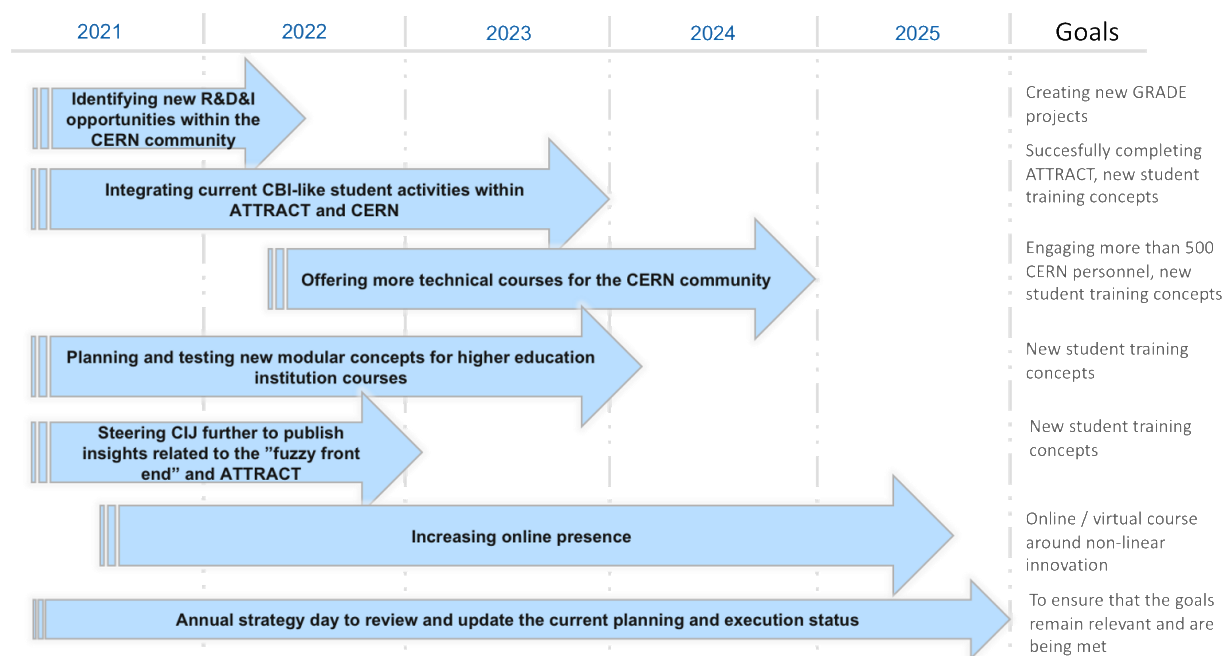 2021 2022 2023 2024 2025 Goals
Identifying new R&D&I
opportunities within the
CERN community
Creating new GRADE
projects
Integrating current CBI-like student activities within
ATTRACT and CERN
Succesfully completing
ATTRACT, new student
training concepts
Offering more technical courses for the CERN community
Engaging more than 500
CERN personnel, new
student training concepts
Planning and testing new modular concepts for higher education
institution courses
New student training
concepts
Steering CIJ further to publish
insights related to the ”fuzzy front
end” and ATTRACT
New student training
concepts
Increasing online presence
Online / virtual course
around non-linear
innovation
Annual strategy day to review and update the current planning and execution status
To ensure that the goals
remain relevant and are
being met